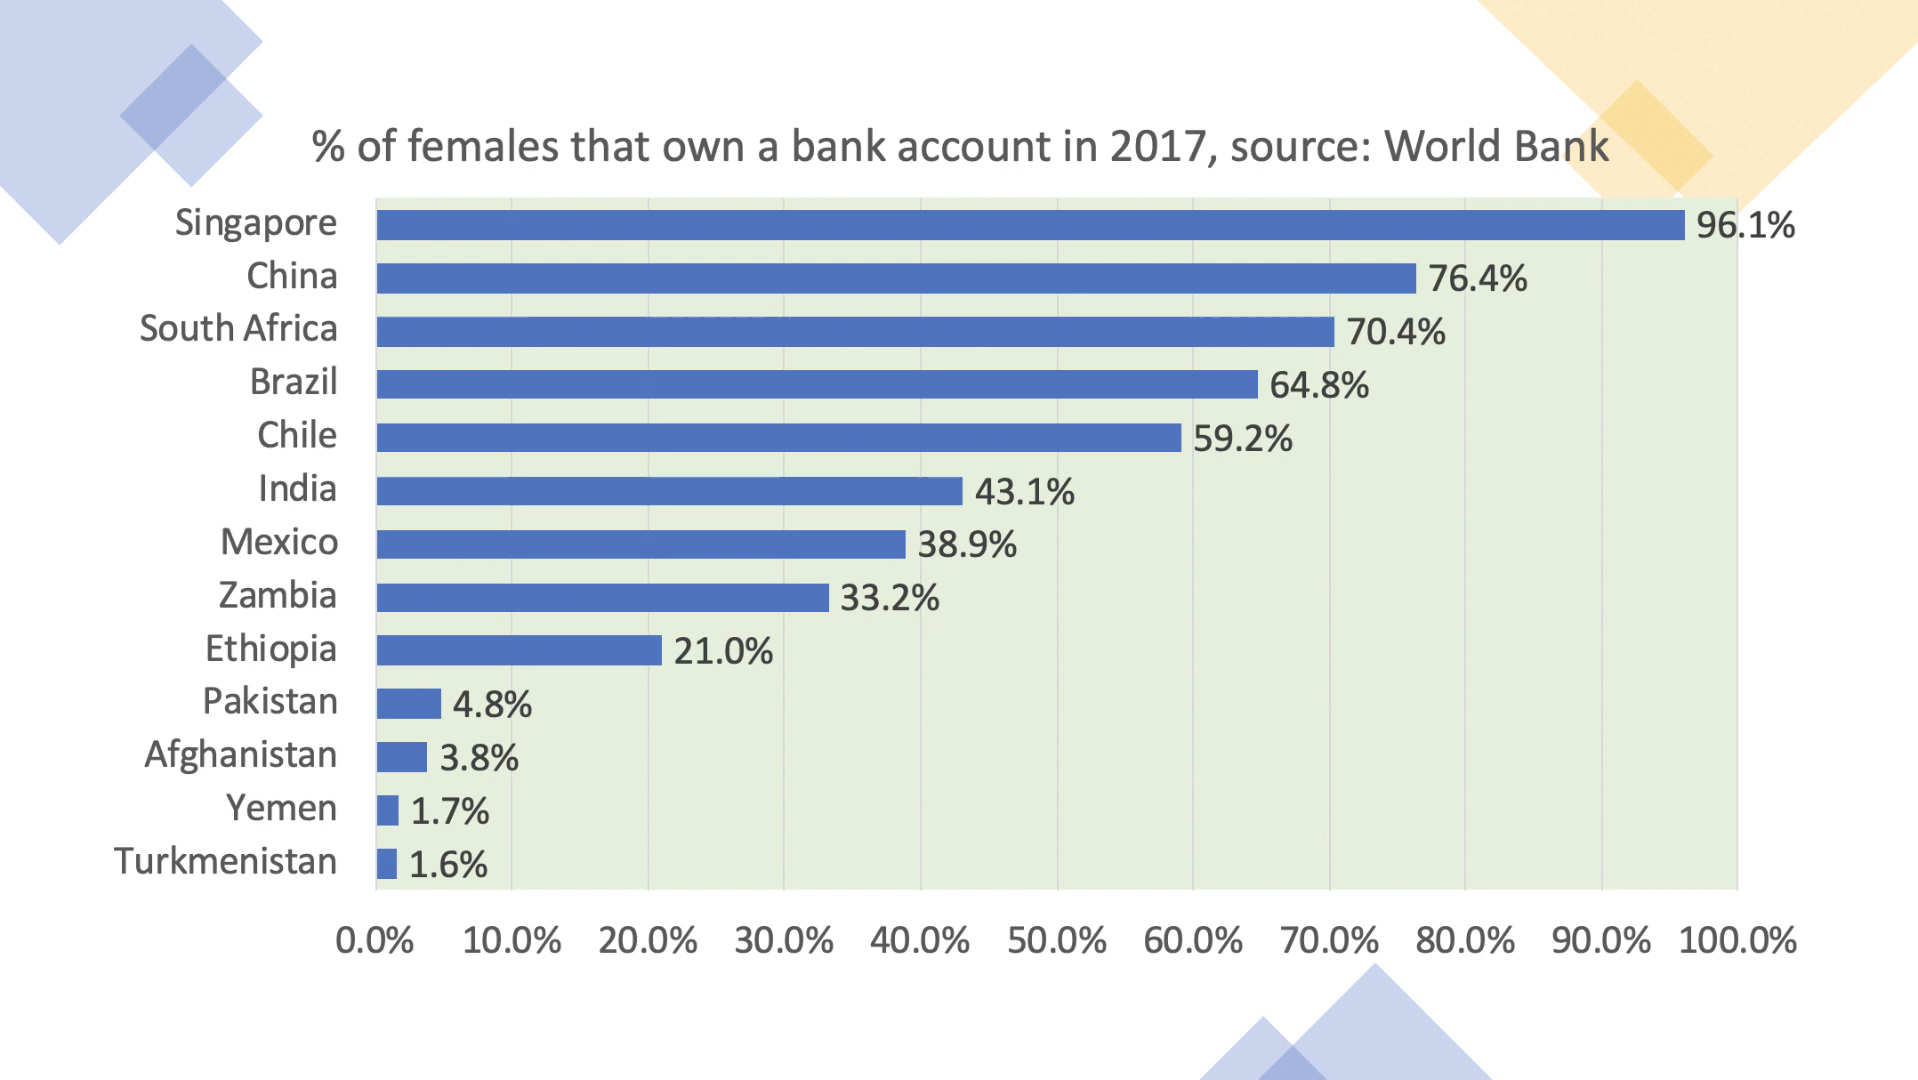 % of females that own a bank account in 2017, source: World Bank
Singapore 96.1%
China 76.4%
South Africa 70.4%
Brazil 64.8%
Chile 59.2%
India 43.1%
Mexico 38.9%
Zambia 33.2%
Ethiopia 21.0%
Pakistan 4.8%
Afghanistan 3.8%
Yemen 1.7%
Turkmenistan 1.6%
0.0% 10.0% 20.0% 30.0% 40.0% 50.0% 60.0% 70.0% 80.0% 90.0% 100.0%